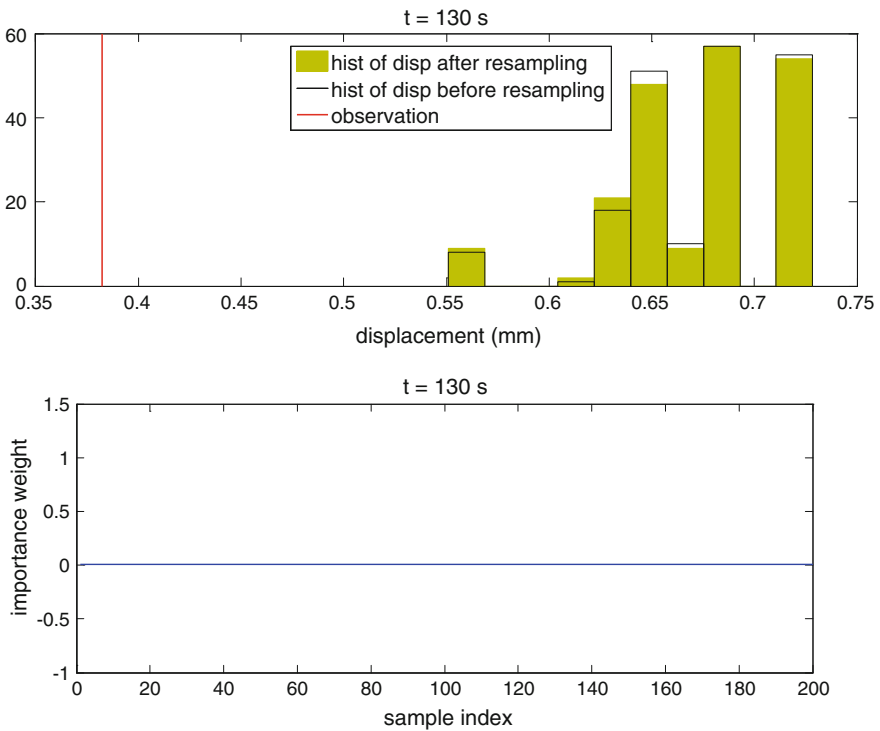 t = 130 s
60
40
20
0
hist of disp after resampling
hist of disp before resampling
observation
0.35 0.4 0.45 0.5 0.55 0.6 0.65 0.7 0.75
displacement (mm)
t = 130 s
importance weight
1.5
1
0.5
0
-0.5
-1
0 20 40 60 80 100 120 140 160 180 200
sample index